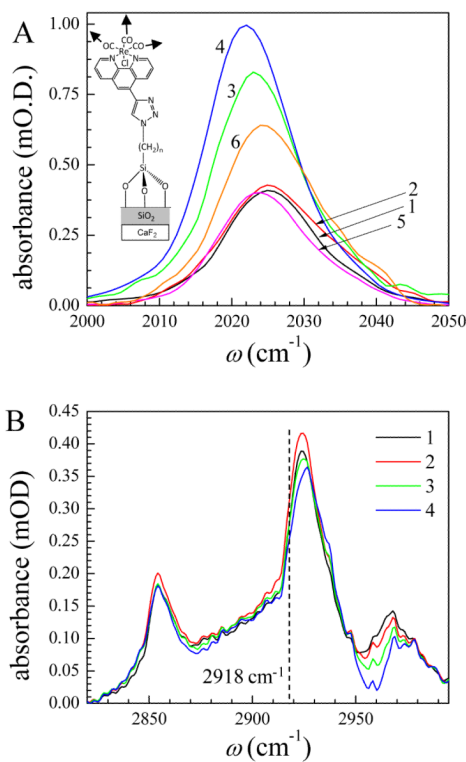 A
absorbance (mO.D.)
1.00
0.75
0.50
0.25
0.00
OC
CO
CO
Re
Cl
N
N
N
N
N
(CH2)n
Si
O
O
O
SiO2
CaF2
4
3
6
2
1
5
2000 2010 2020 2030 2040 2050
ω (cm-1)
B
absorbance (mOD)
0.45
0.40
0.35
0.30
0.25
0.20
0.15
0.10
0.05
0.00
1
2
3
4
2918 cm-1
2850 2900 2950
ω (cm-1)